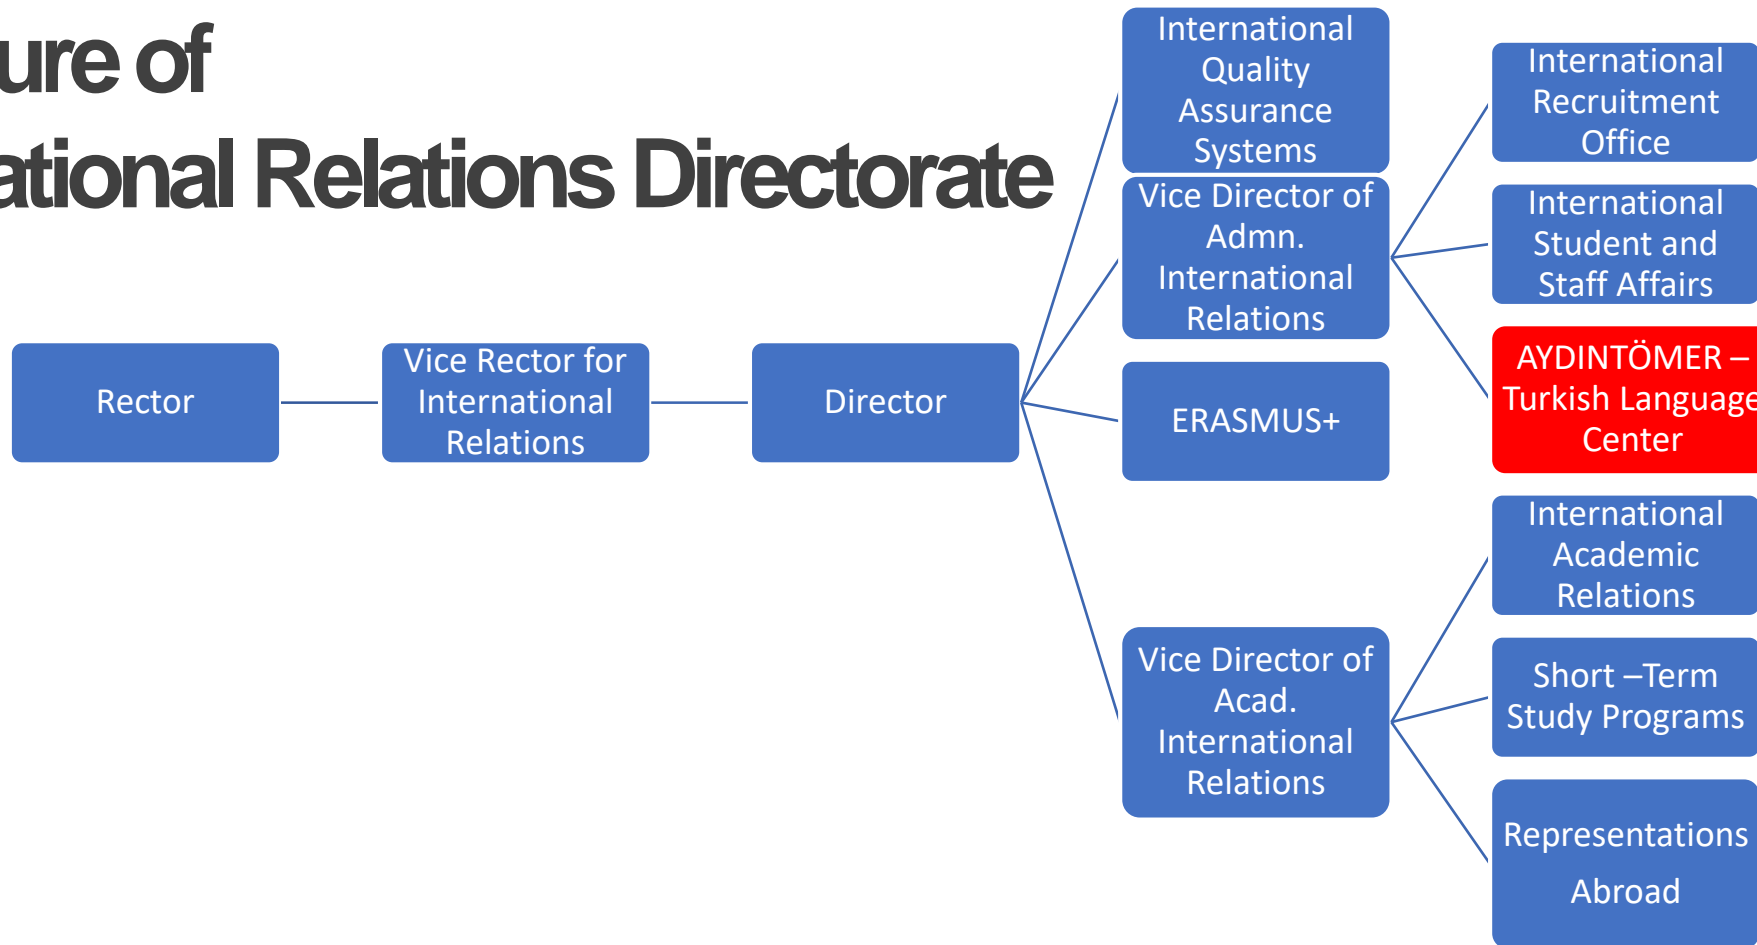 ure of
ational Relations Directorate
Rector
Vice Rector for
International
Relations
Director
International
Quality
Assurance
Systems
Vice Director of
Admn.
International
Relations
ERASMUS+
Vice Director of
Acad.
International
Relations
International
Recruitment
Office
International
Student and
Staff Affairs
AYDINTÖMER –
Turkish Language
Center
International
Academic
Relations
Short –Term
Study Programs
Representations
Abroad